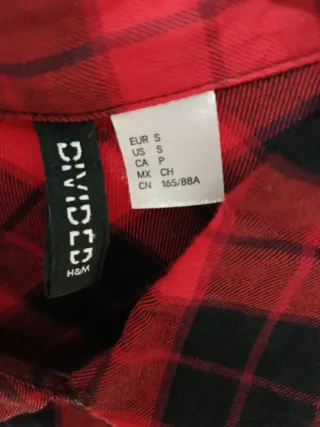 DIVIDED
H&M
EUR S
US S
CA P
MX CH
CN 165/88A